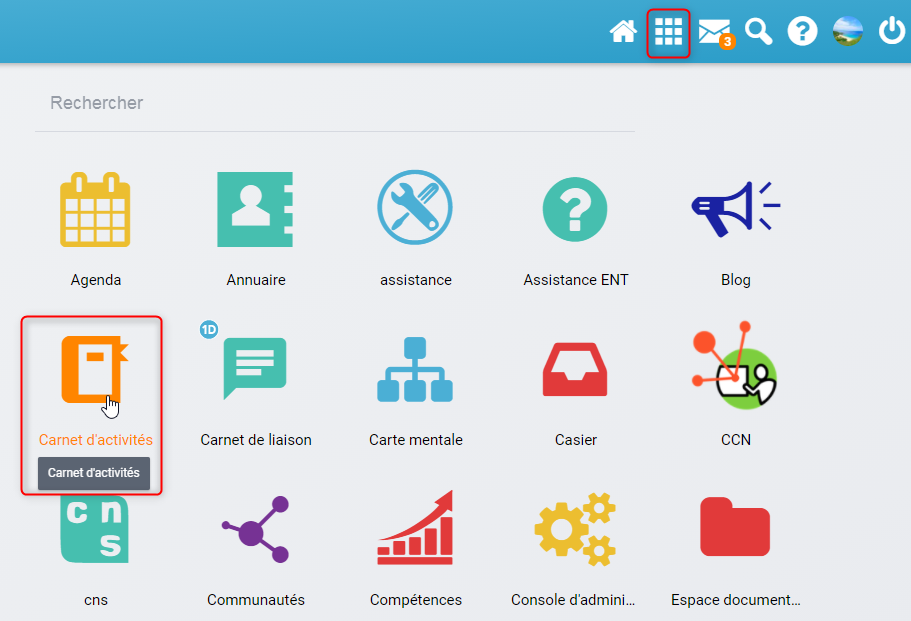 3
Rechercher
Agenda
Annuaire
assistance
Assistance ENT
Blog
1D
Carnet d'activités
Carnet d'activités
Carnet de liaison
Carte mentale
Casier
CCN
cn
s
cns
Communautés
Compétences
Console d'admini...
Espace document...